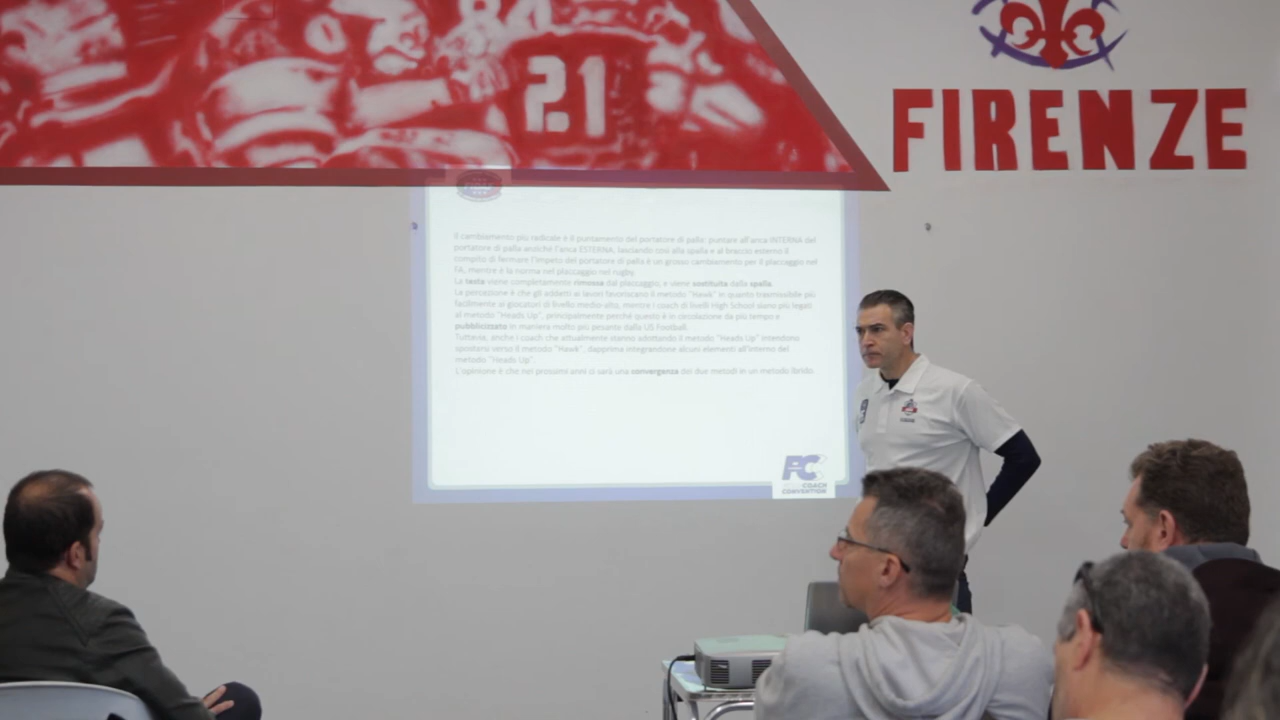 84
21
FIRENZE
Il cambiamento più radicale è il puntamento del portatore di palla: puntare all'anca INTERNA del
portatore di palla anziché l'anca ESTERNA, lasciando così alla spalla e al braccio esterno il
compito di fermare l'impeto del portatore di palla è un grosso cambiamento per il placcaggio nel
FA, mentre è la norma nel placcaggio nel rugby.
La testa viene completamente rimossa dal placcaggio, e viene sostituita dalla spalla.
La percezione è che gli addetti ai lavori favoriscano il metodo "Hawk" in quanto trasmissibile più
facilmente ai giocatori di livello medio-alto, mentre i coach di livelli High School siano più legati
al metodo "Heads Up", principalmente perché questo è in circolazione da più tempo e
pubblicizzato in maniera molto più pesante dalla US Football.
Tuttavia, anche i coach che attualmente stanno adottando il metodo "Heads Up" intendono
spostarsi verso il metodo "Hawk", dapprima integrandone alcuni elementi all'interno del
metodo "Heads Up".
L'opinione è che nei prossimi anni ci sarà una convergenza dei due metodi in un metodo ibrido.
COACH
CONVENTION